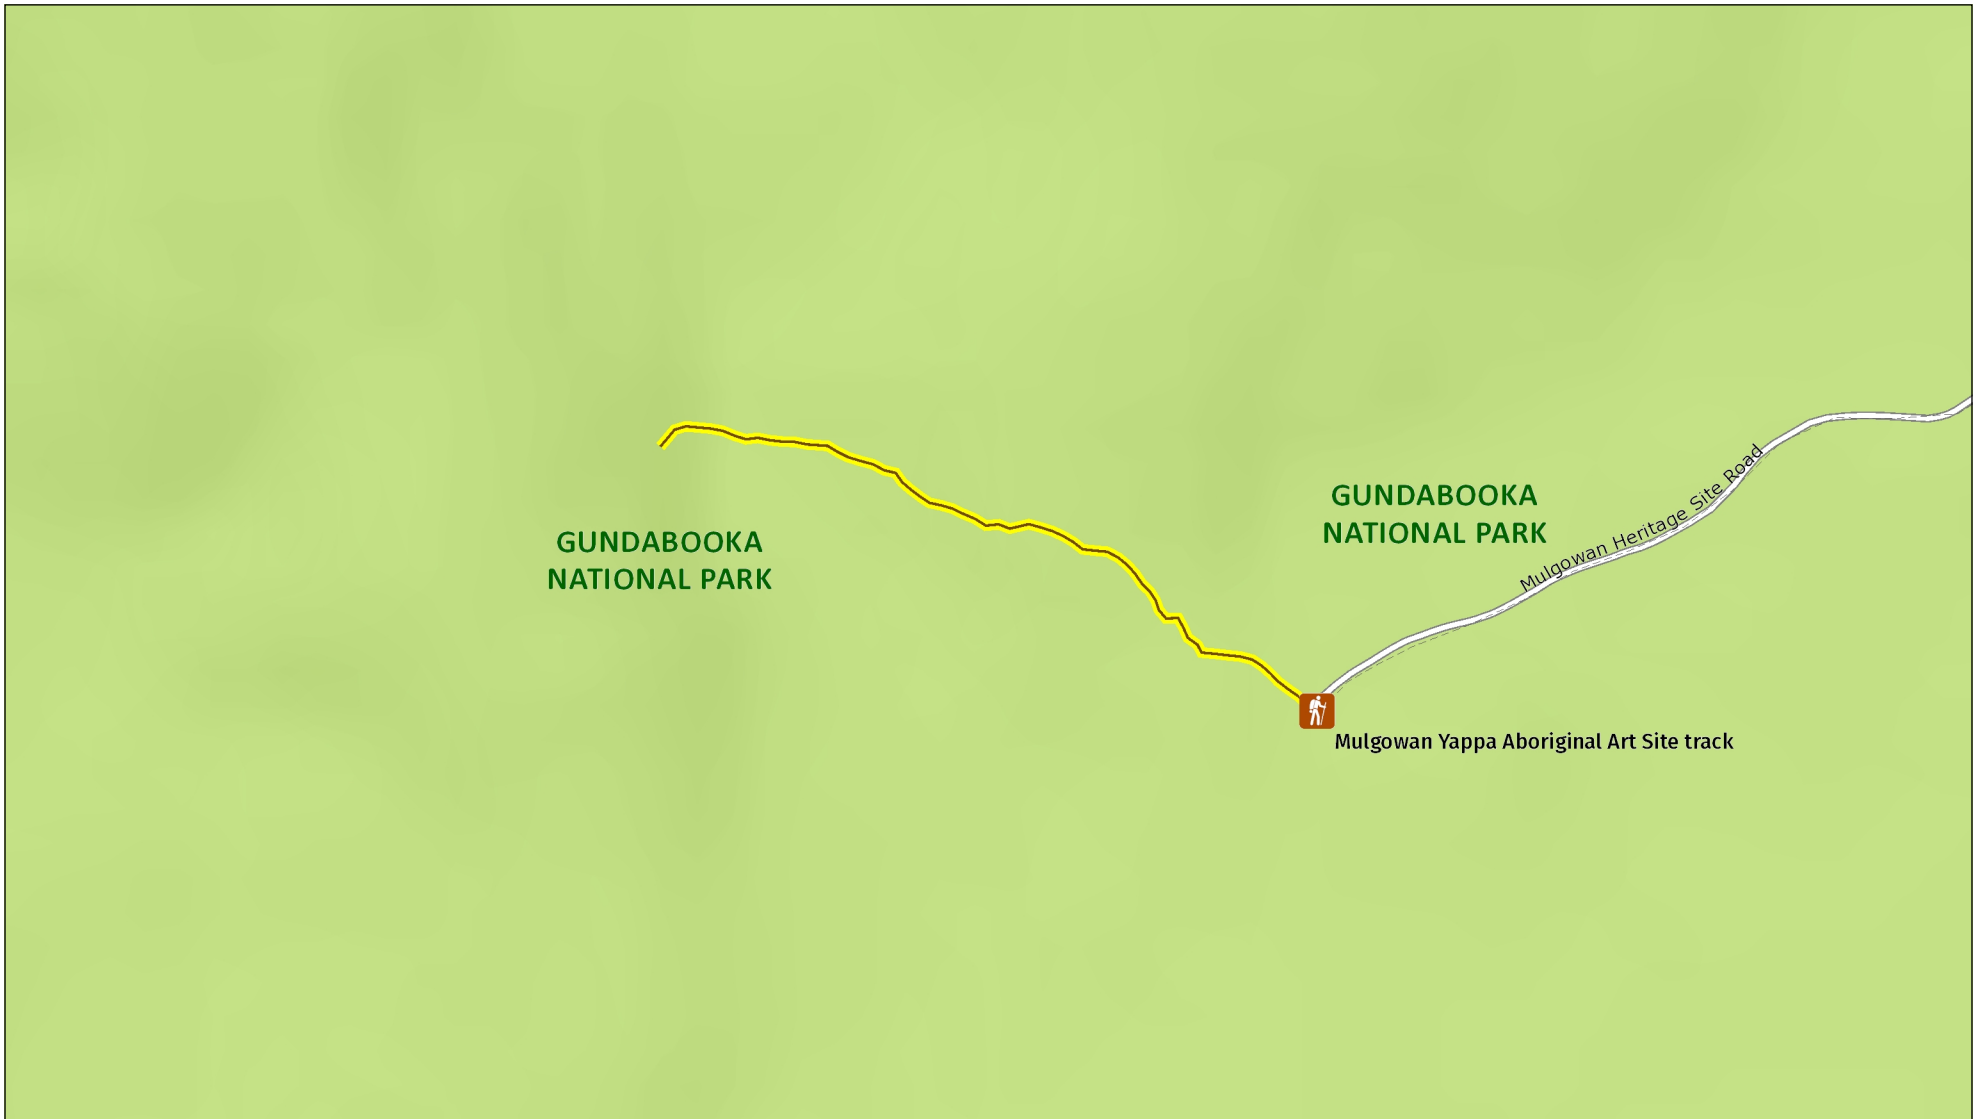 GUNDABOOKA
NATIONAL PARK
GUNDABOOKA
NATIONAL PARK
Mulgowan Heritage Site Road
Mulgowan Yappa Aboriginal Art Site track